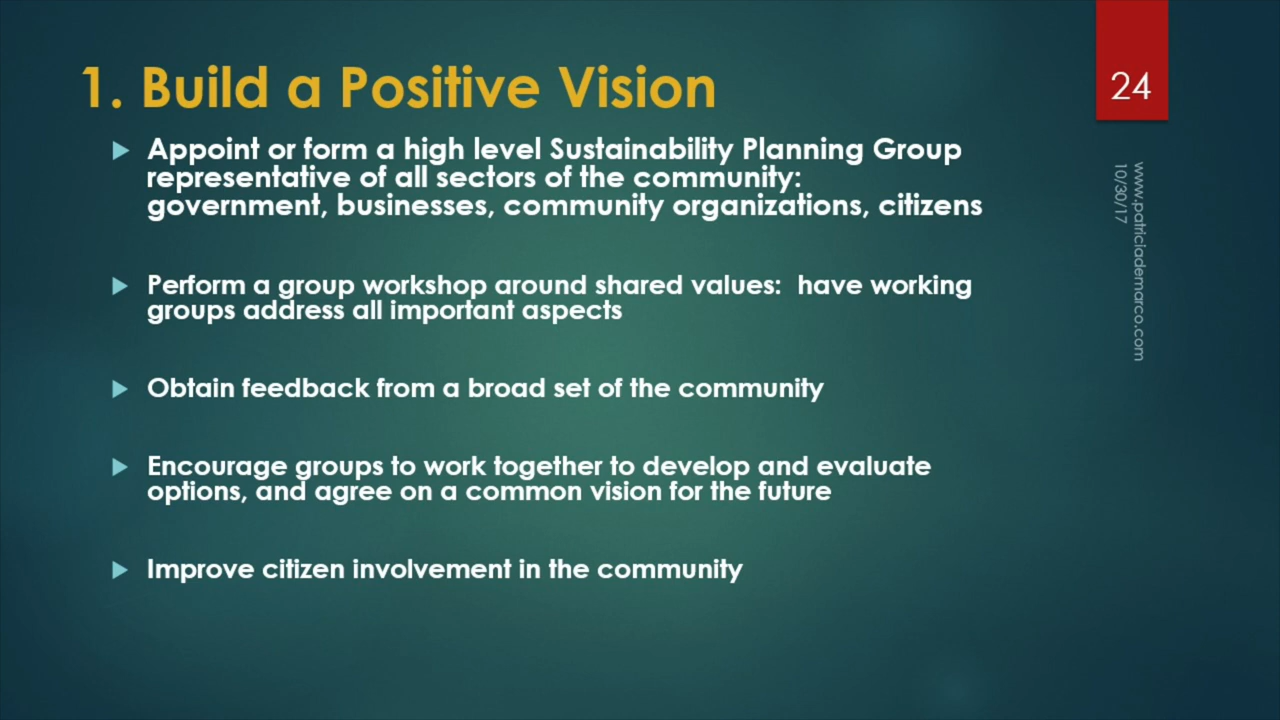 1. Build a Positive Vision
24
Appoint or form a high level Sustainability Planning Group
representative of all sectors of the community:
government, businesses, community organizations, citizens
Perform a group workshop around shared values:  have working
groups address all important aspects
Obtain feedback from a broad set of the community
Encourage groups to work together to develop and evaluate
options, and agree on a common vision for the future
Improve citizen involvement in the community
www.patriciademarco.com
10/30/17